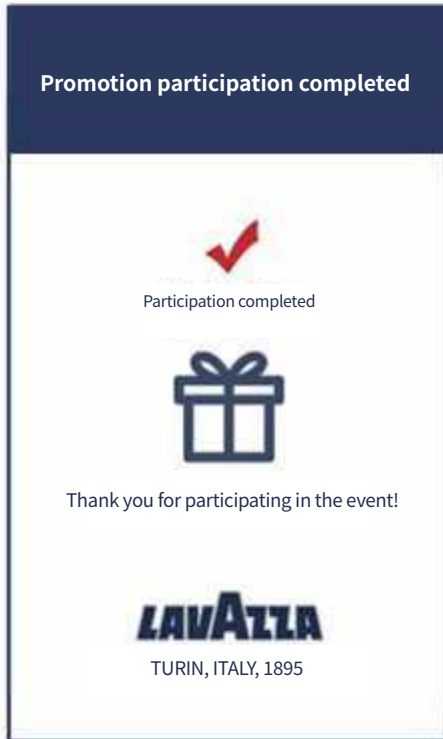 Promotion participation completed
Participation completed
Thank you for participating in the event!
LAVAZZA
TURIN, ITALY, 1895